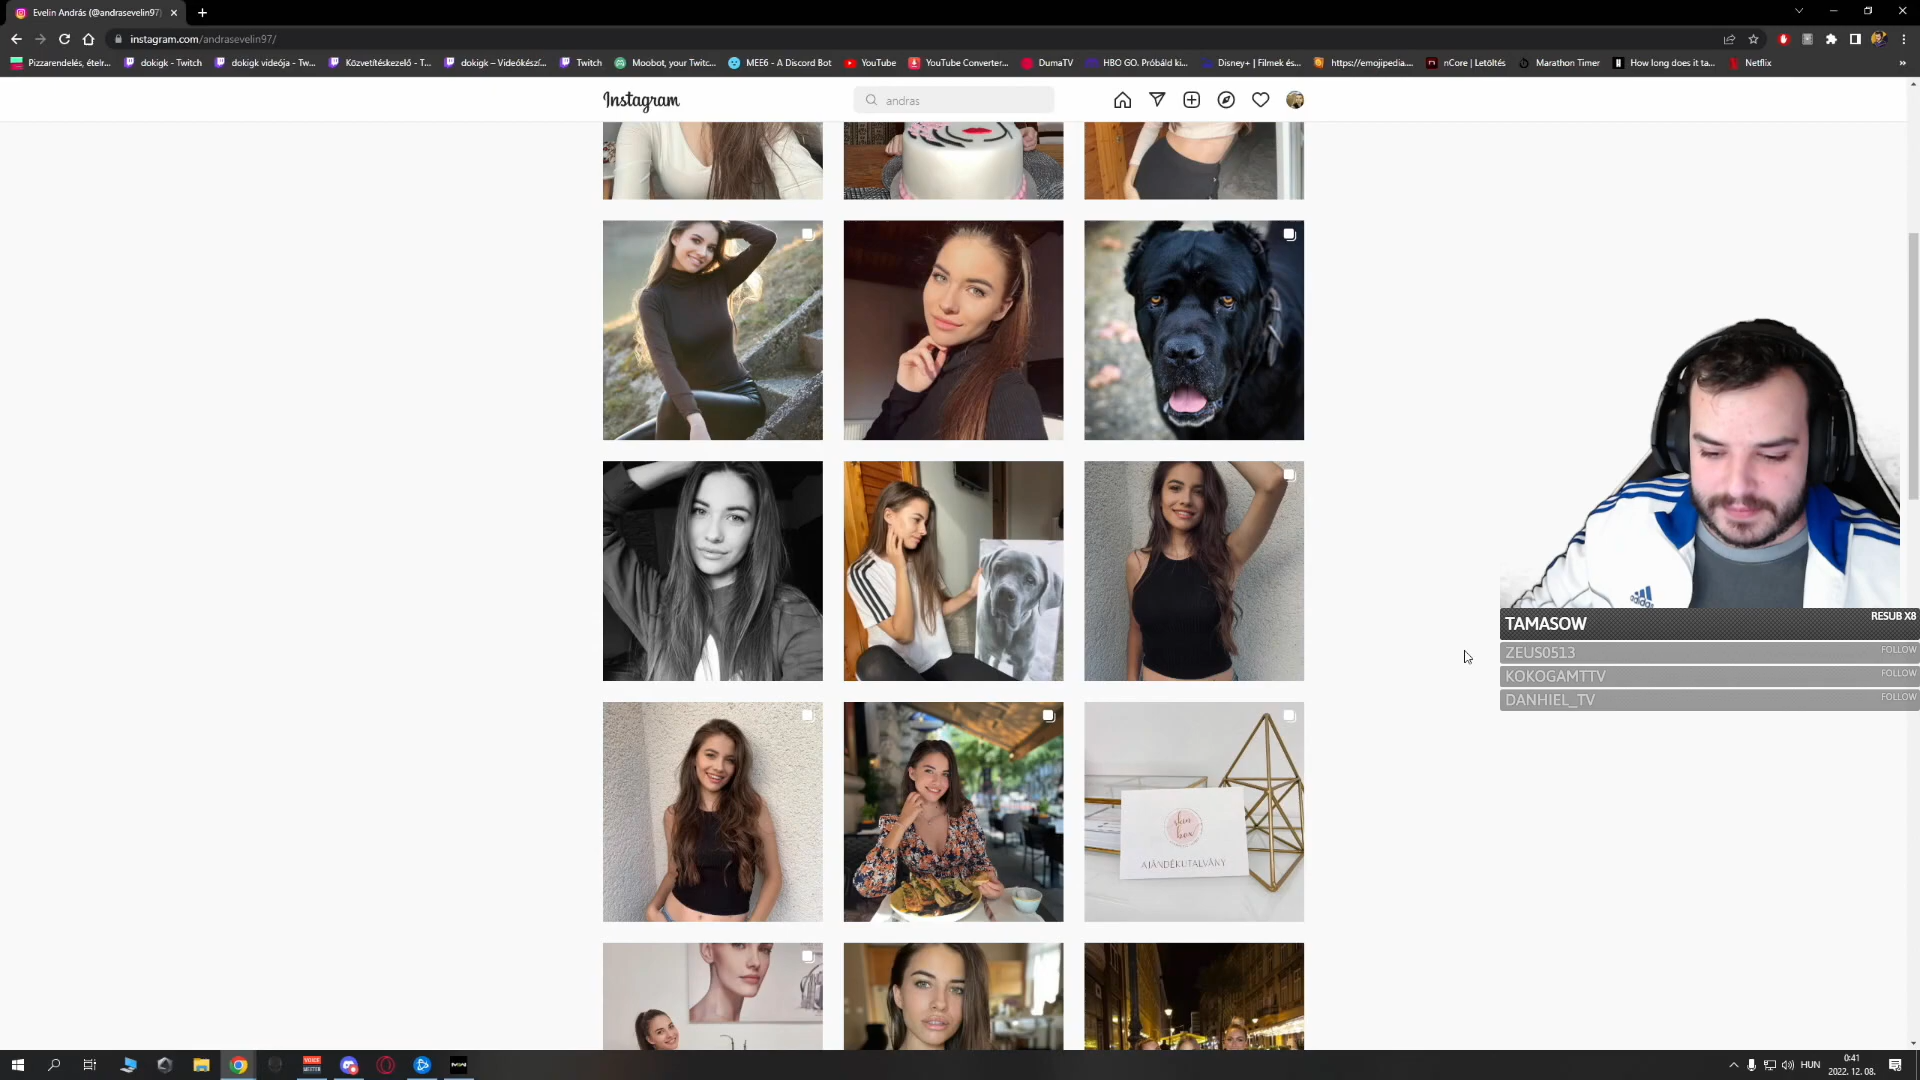 Evelin András (@andrasevelin97)
instagram.com/andrasevelin97/
Pizzarendelés, ételr...
dokigk - Twitch
dokigk videója - Tw...
Közvetítéskezelő - T...
dokigk – Videókészí...
Twitch
Moobot, your Twitc...
MEE6 - A Discord Bot
YouTube
YouTube Converter...
DumaTV
HBO GO. Próbáld ki...
Disney+ | Filmek és...
https://emojipedia....
nCore | Letöltés
Marathon Timer
How long does it ta...
Netflix
Instagram
andras
skin
box
AJÁNDÉKUTALVÁNY
TAMASOW
RESUB X8
ZEUS0513
FOLLOW
KOKOGAMTTV
FOLLOW
DANHIEL_TV
FOLLOW
HUN
0:41
2022. 12. 08.